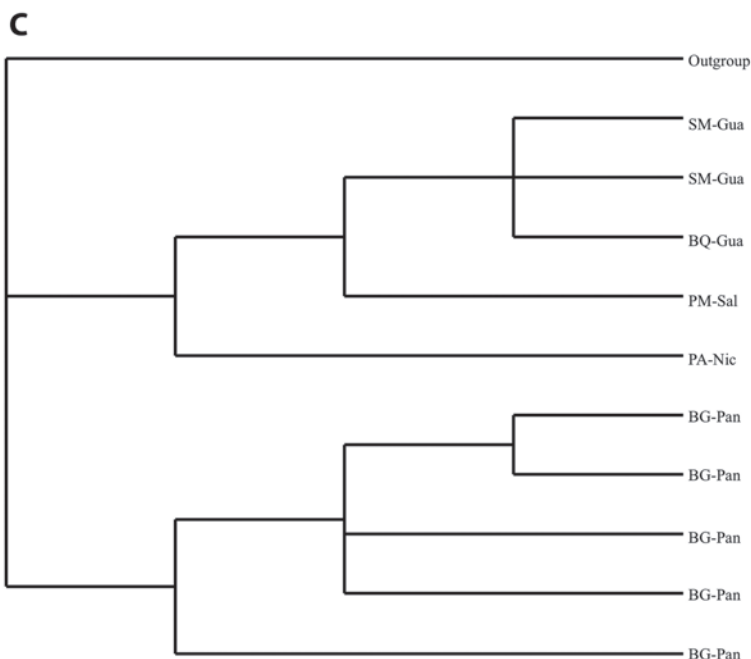 C
Outgroup
SM-Gua
SM-Gua
BQ-Gua
PM-Sal
PA-Nic
BG-Pan
BG-Pan
BG-Pan
BG-Pan
BG-Pan